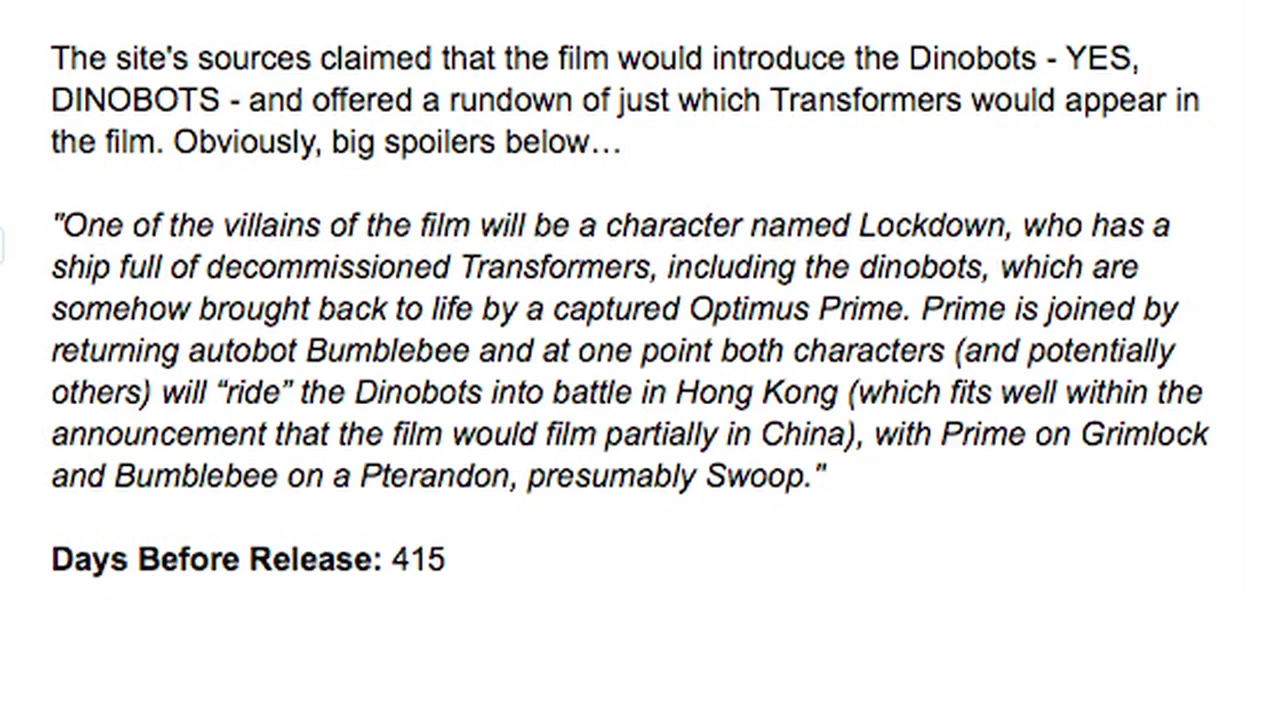 The site's sources claimed that the film would introduce the Dinobots - YES,
DINOBOTS - and offered a rundown of just which Transformers would appear in
the film. Obviously, big spoilers below…
"One of the villains of the film will be a character named Lockdown, who has a
ship full of decommissioned Transformers, including the dinobots, which are
somehow brought back to life by a captured Optimus Prime. Prime is joined by
returning autobot Bumblebee and at one point both characters (and potentially
others) will “ride” the Dinobots into battle in Hong Kong (which fits well within the
announcement that the film would film partially in China), with Prime on Grimlock
and Bumblebee on a Pterandon, presumably Swoop."
Days Before Release: 415